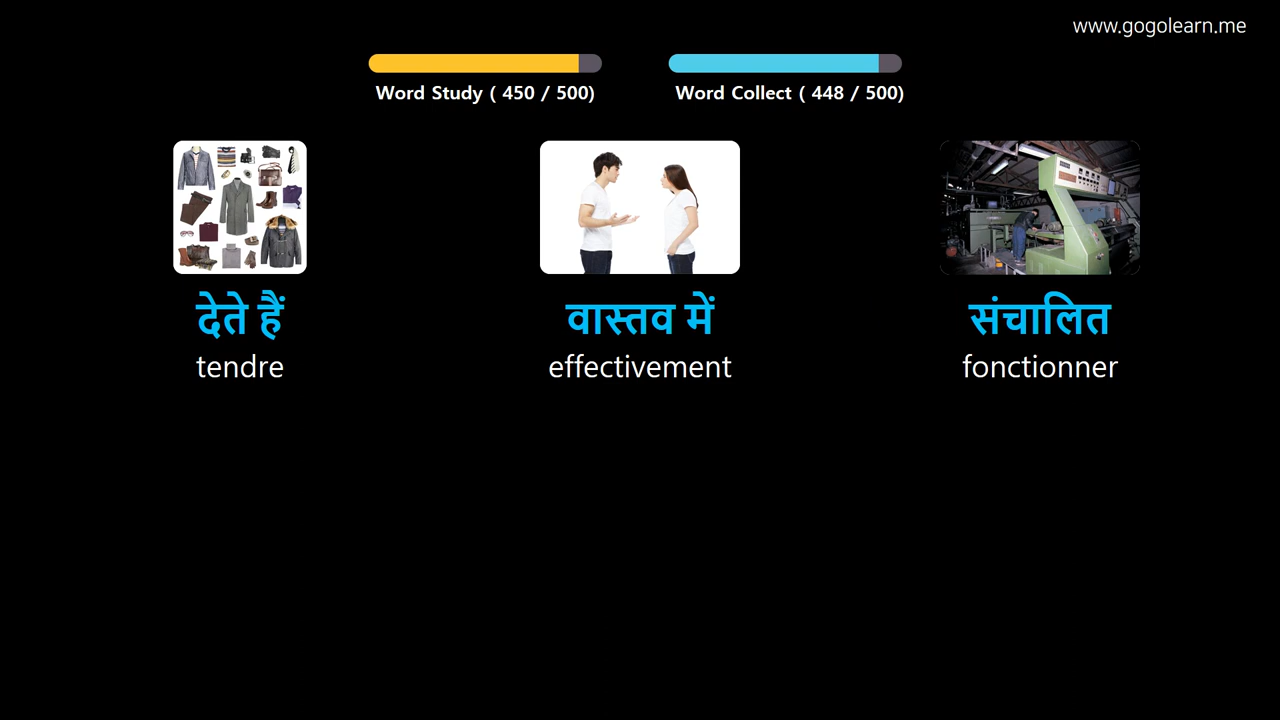 www.gogolearn.me
Word Study ( 450 / 500)
Word Collect ( 448 / 500)
देते हैं
वास्तव में
संचालित
tendre
effectivement
fonctionner